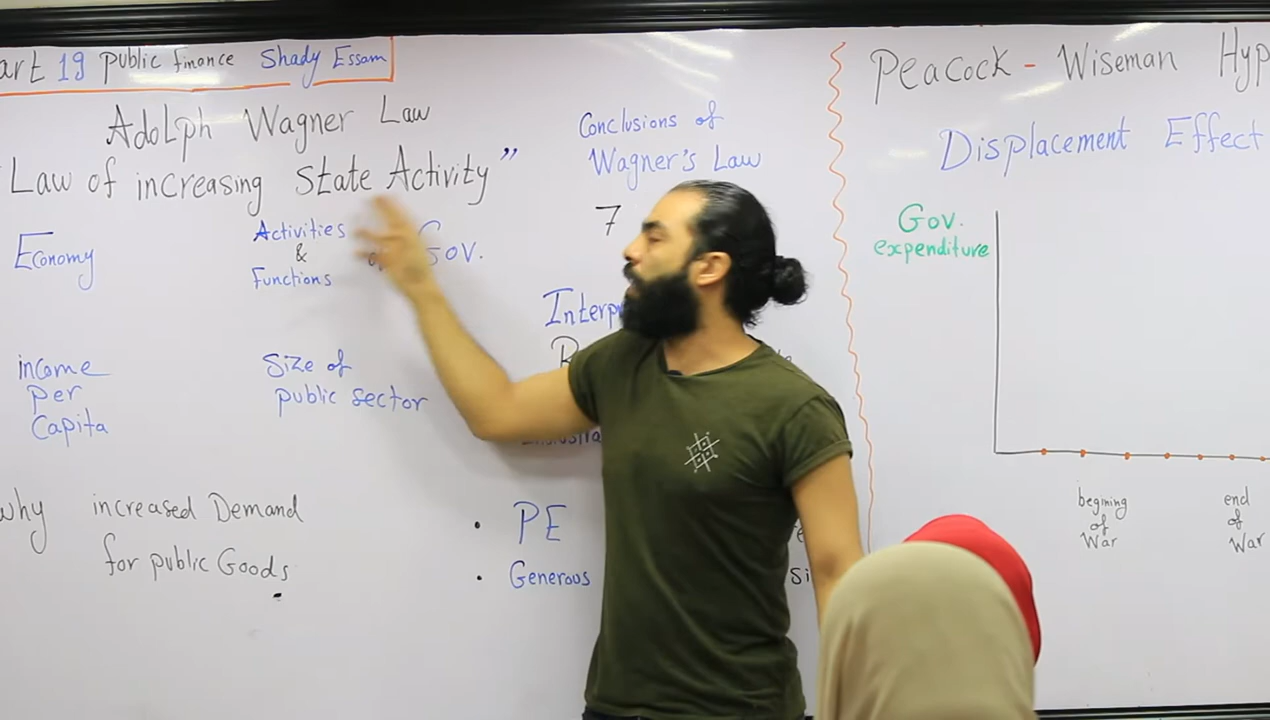 art 19 Public finance Shady Essam
Adolph Wagner Law
"Law of increasing State Activity"
Economy
Activities
&
Functions
Gov.
income
per
Capita
Size of
public sector
why increased Demand
for public Goods
Conclusions of
Wagner's Law
7
Interp
• PE
• Generous
Peacock - Wiseman Hyp
Displacement Effect
Gov.
expenditure
begining
of
War
end
of
War